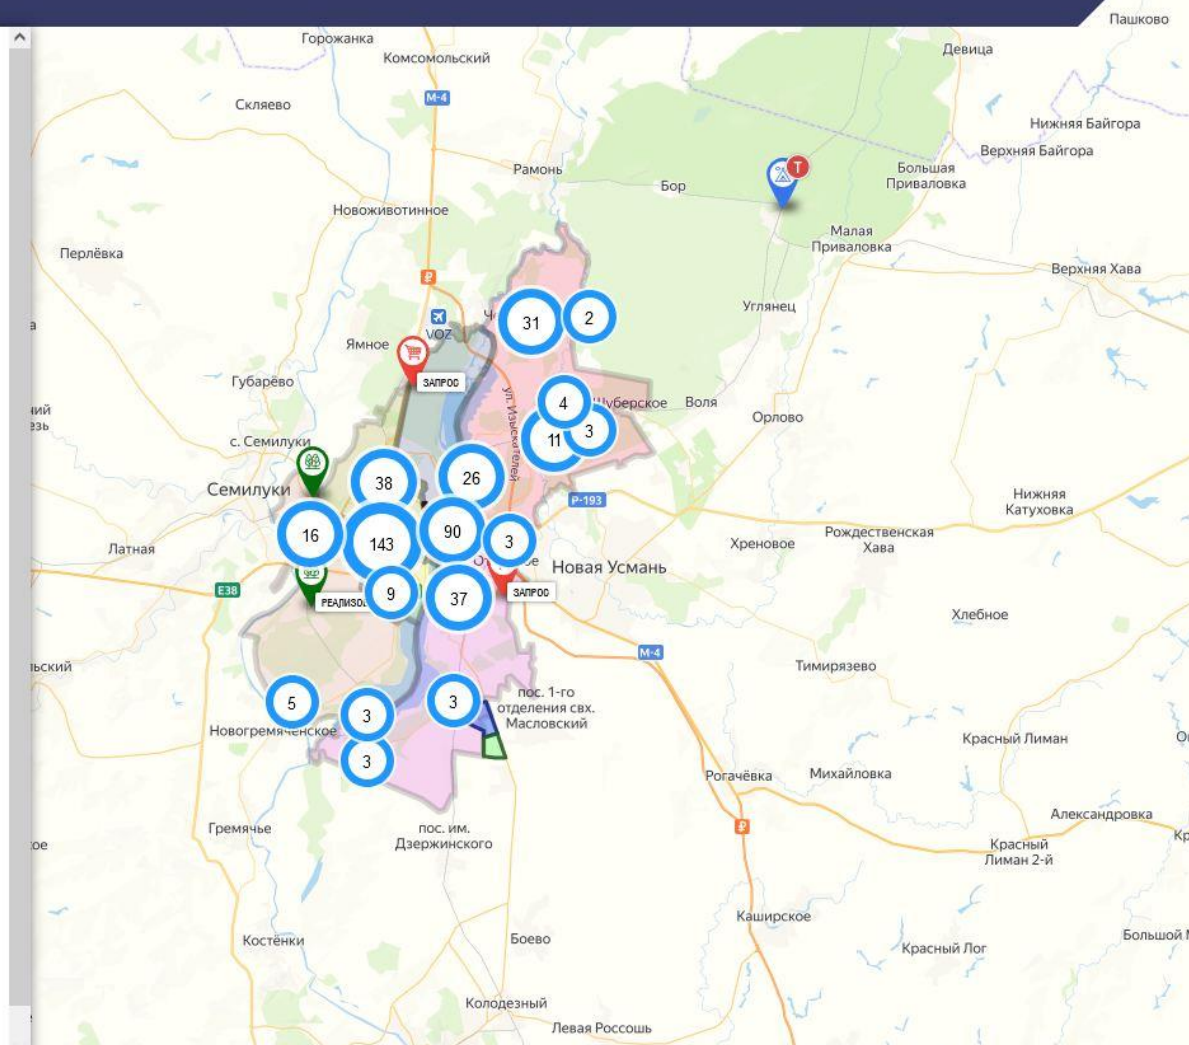 Пашково
Горожанка
Девица
Комсомольский
М-4
Скляево
Нижняя Байгора
Верхняя Байгора
Рамонь
Т
Большая
Приваловка
Бор
Новоживотинное
Малая
Приваловка
Перлёвка
Верхняя Хава
₽
Углянец
VOZ
31
2
Ямное
ЗАПРОС
Губарёво
ул. Изыскателей
4
Шуберское
Воля
Орлово
11
3
с. Семилуки
Семилуки
38
26
Р-193
Нижняя
Катуховка
16
143
90
3
Рождественская
Хава
Хреновое
Латная
Новая Усмань
Е38
9
37
ЗАПРОС
Хлебное
М-4
Тимирязево
пос. 1-го
отделения свх.
Масловский
5
3
3
Новогремяченское
3
Красный Лиман
Рогачёвка
Михайловка
Александровка
₽
Гремячье
пос. им.
Дзержинского
Красный
Лиман 2-й
Каширское
Костёнки
Боево
Красный Лог
Большой
Колодезный
Левая Россошь